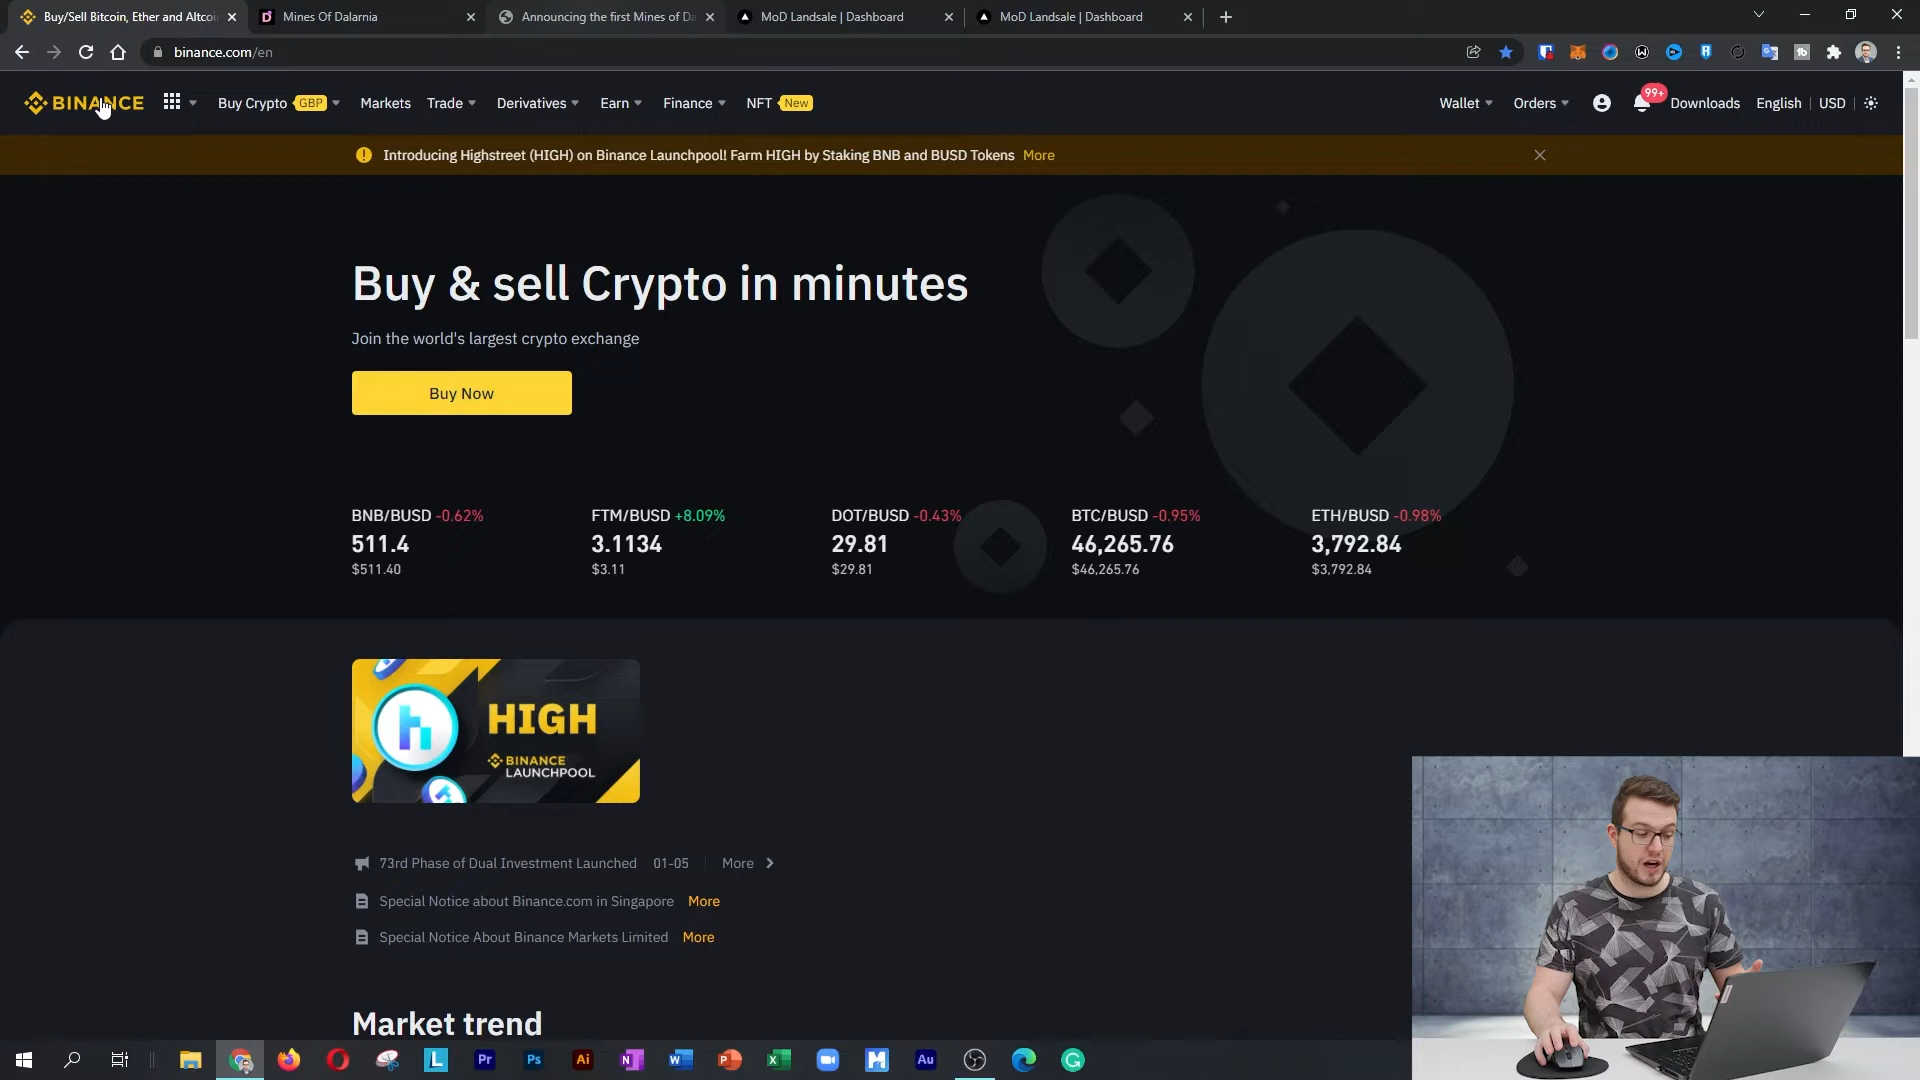 Buy/Sell Bitcoin, Ether and Altcoi
Mines Of Dalarnia
Announcing the first Mines of Da
MoD Landsale | Dashboard
MoD Landsale | Dashboard
binance.com/en
BINANCE
Buy Crypto GBP
Markets
Trade
Derivatives
Earn
Finance
NFT New
Wallet
Orders
99+
Downloads
English
USD
Introducing Highstreet (HIGH) on Binance Launchpool! Farm HIGH by Staking BNB and BUSD Tokens More
Buy & sell Crypto in minutes
Join the world's largest crypto exchange
Buy Now
BNB/BUSD -0.62%
511.4
$511.40
FTM/BUSD +8.09%
3.1134
$3.11
DOT/BUSD -0.43%
29.81
$29.81
BTC/BUSD -0.95%
46,265.76
$46,265.76
ETH/BUSD -0.98%
3,792.84
$3,792.84
HIGH
BINANCE
LAUNCHPOOL
73rd Phase of Dual Investment Launched 01-05 More
Special Notice about Binance.com in Singapore More
Special Notice About Binance Markets Limited More
Market trend
L
Pr
Ps
Ai
N
W
P
X
M
Au
G